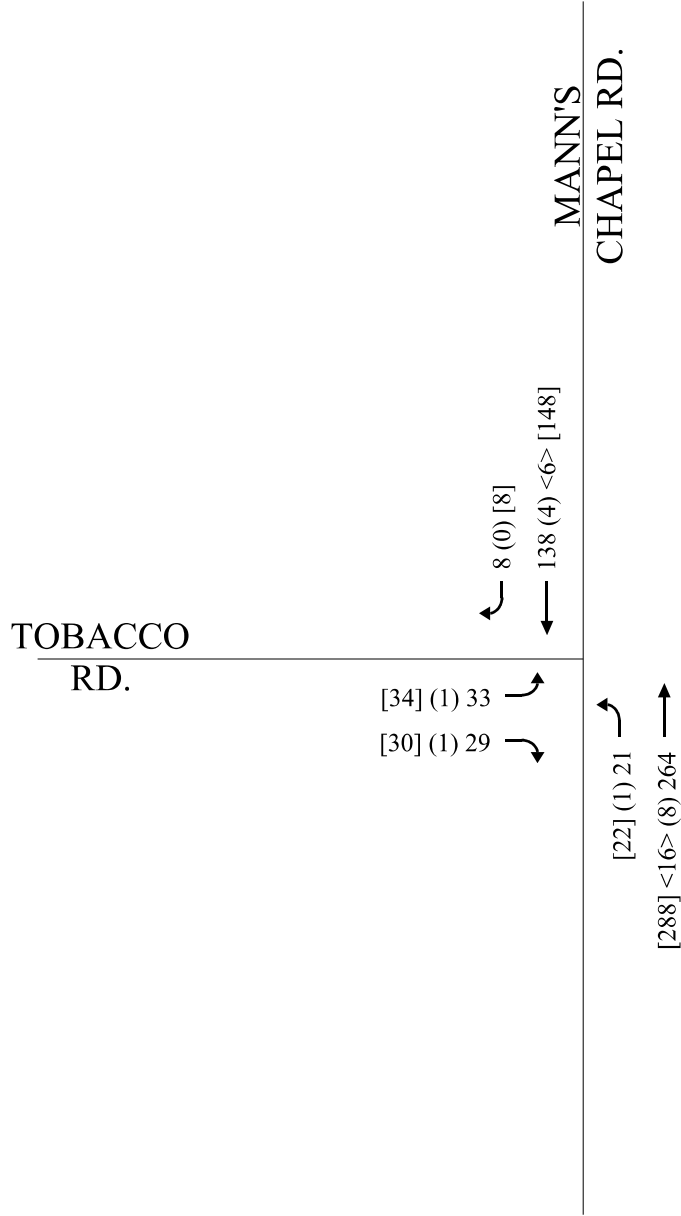 MANN'S
CHAPEL RD.
8 (0) [8]
138 (4) <6> [148]
TOBACCO
RD.
[34] (1) 33
[30] (1) 29
[22] (1) 21
[288] <16> (8) 264